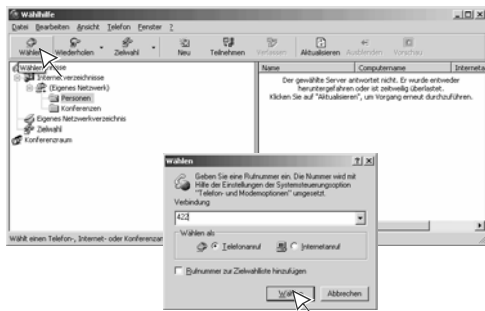 Wählhilfe
Datei Bearbeiten Ansicht Telefon Fenster ?
Wählen Wiederholen Zielwahl Neu Teilnehmen Verlassen Aktualisieren Ausblenden Vorschau
Name Computername Interneta
Internetverzeichnisse
(Eigenes Netzwerk)
Personen
Konferenzen
Eigenes Netzwerkverzeichnis
Zielwahl
Konferenzraum
Der gewählte Server antwortet nicht. Er wurde entweder
heruntergefahren oder ist zeitweilig überlastet.
Klicken Sie auf "Aktualisieren", um Vorgang erneut durchzuführen.
Wählt einen Telefon-, Internet- oder Konferenzan
Wählen
Geben Sie eine Rufnummer ein. Die Nummer wird mit
Hilfe der Einstellungen der Systemsteuerungsoption
"Telefon- und Modemoptionen" umgesetzt.
Verbindung
422
Wählen als
Telefonanruf Internetanruf
Rufnummer zur Zielwahlliste hinzufügen
Wählen Abbrechen